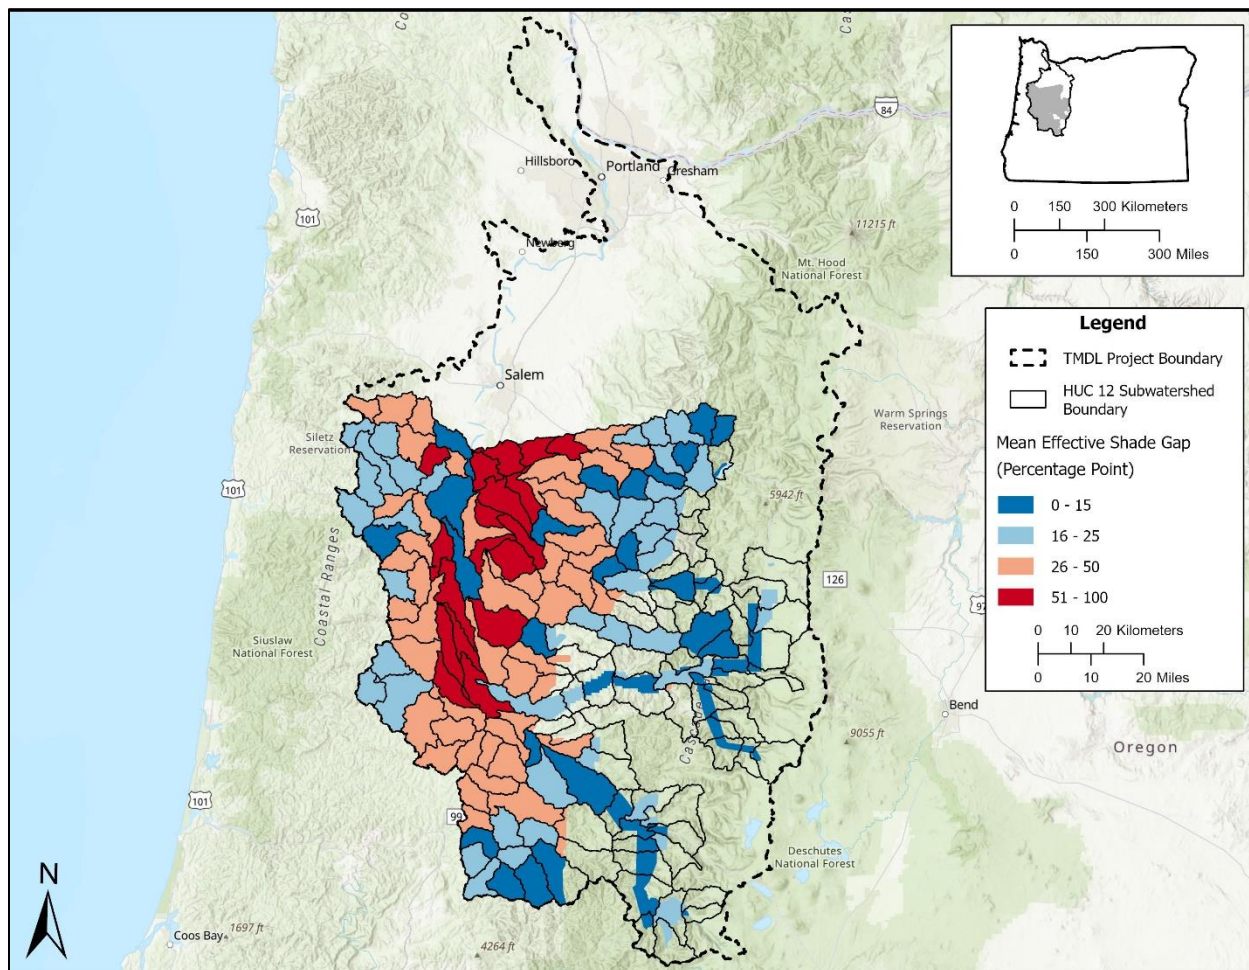 Co
Cas
84
Hillsboro
Portland
Gresham
101
Newberg
11215 ft
Mt. Hood
National Forest
Salem
Siletz
Reservation
Warm Springs
Reservation
101
5942 ft
Coastal Ranges
126
97
Siuslaw
National Forest
Bend
Cascade
9055 ft
Oregon
101
99
Deschutes
National Forest
1697 ft
Coos Bay
4264 ft
N
0 150 300 Kilometers
0 150 300 Miles
Legend
TMDL Project Boundary
HUC 12 Subwatershed
Boundary
Mean Effective Shade Gap
(Percentage Point)
0 - 15
16 - 25
26 - 50
51 - 100
0 10 20 Kilometers
0 10 20 Miles